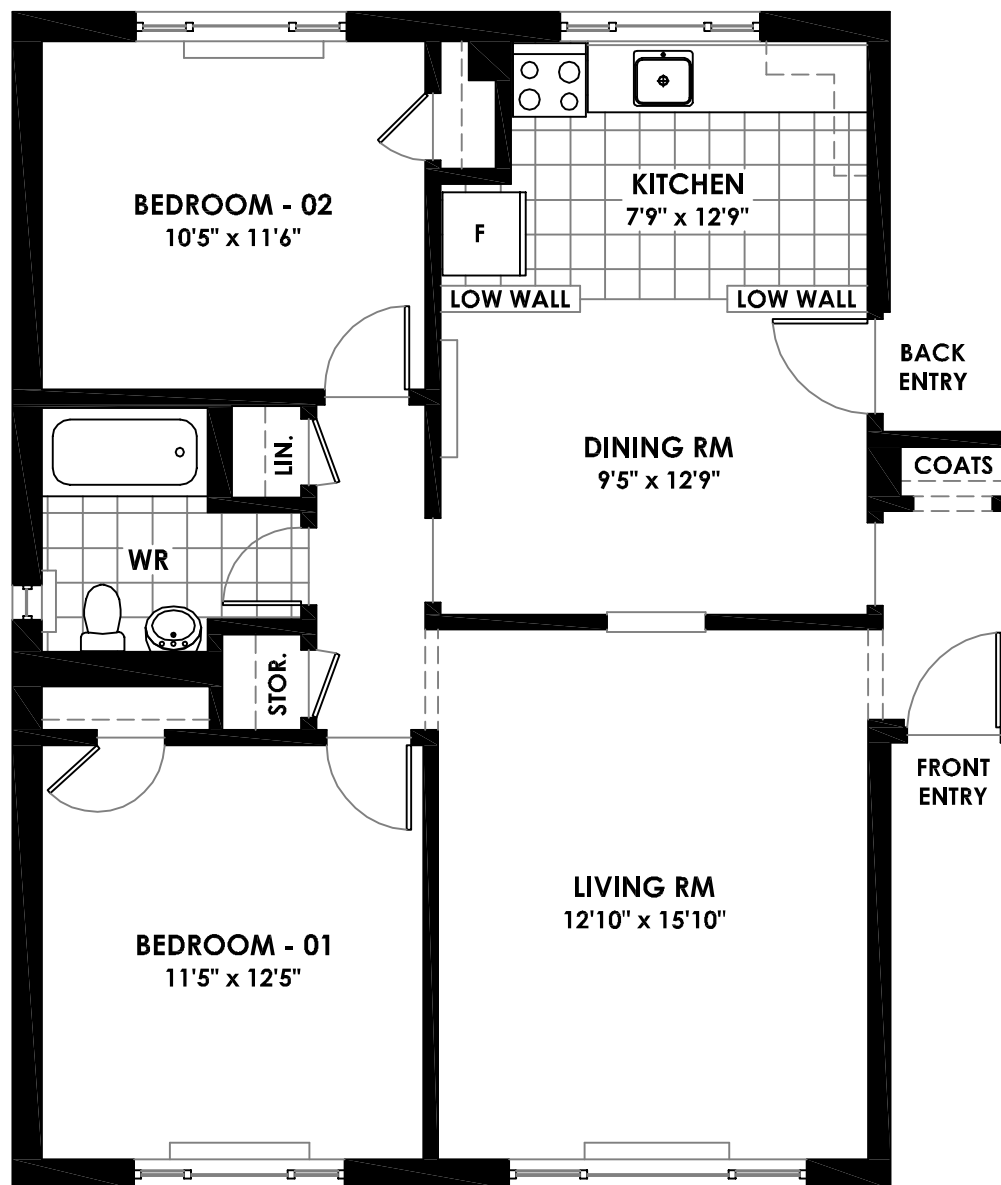 BEDROOM - 02
10'5" x 11'6"
KITCHEN
7'9" x 12'9"
F
LOW WALL
LOW WALL
BACK
ENTRY
DINING RM
9'5" x 12'9"
COATS
LIN.
WR
STOR.
FRONT
ENTRY
LIVING RM
12'10" x 15'10"
BEDROOM - 01
11'5" x 12'5"